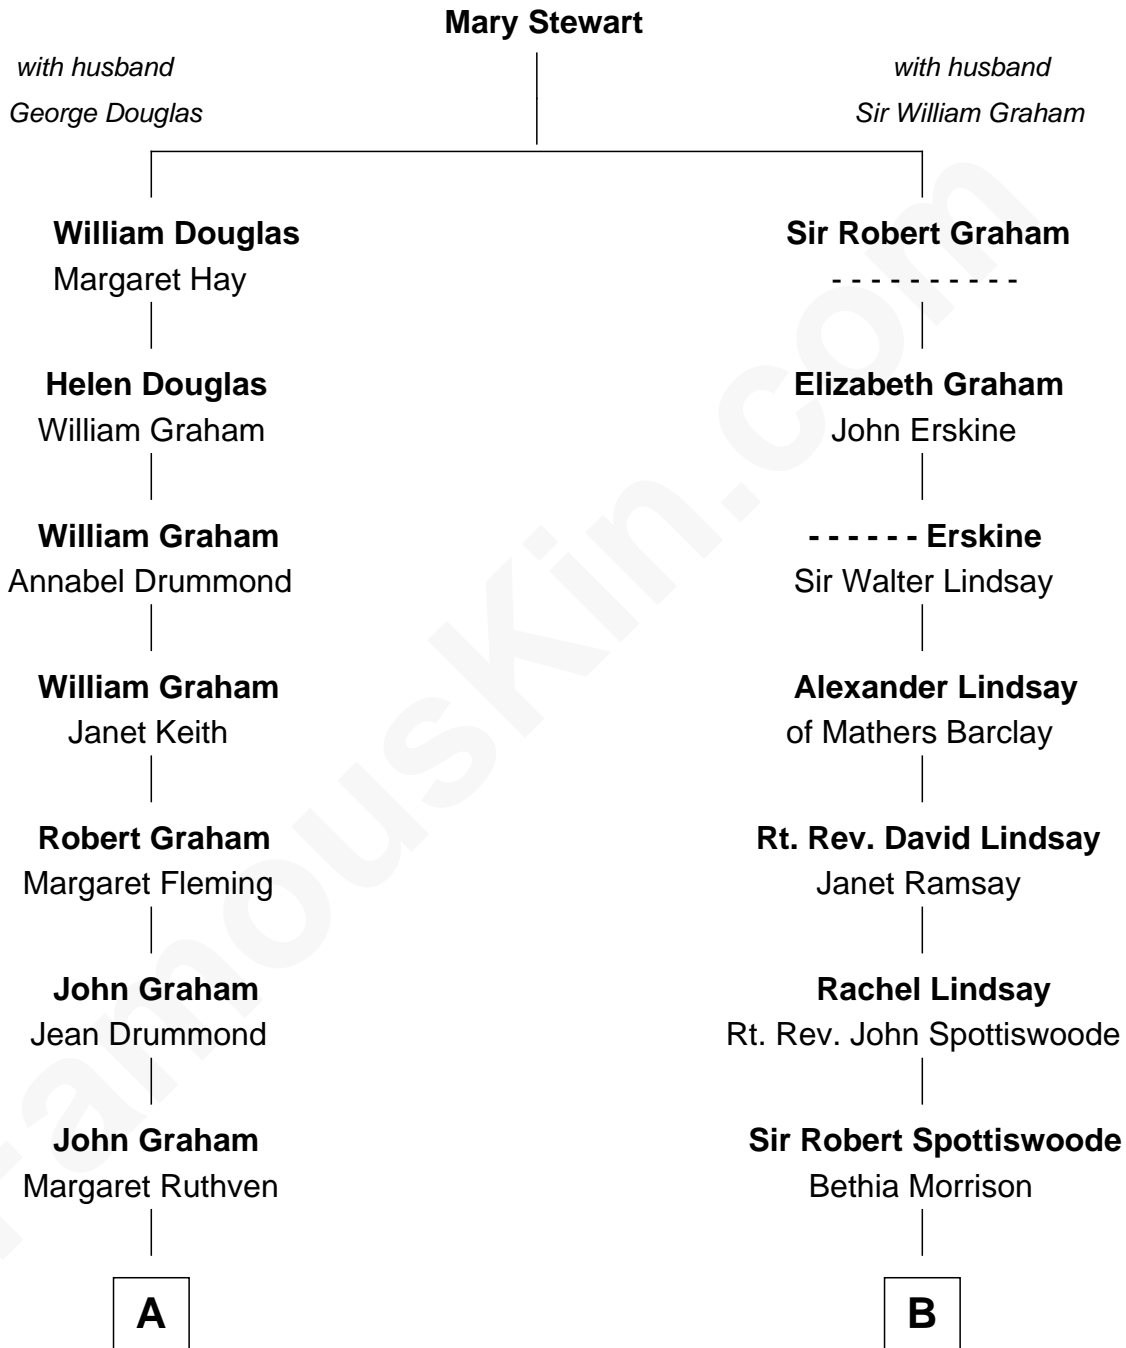 Mary Stewart
with husband
George Douglas
with husband
Sir William Graham
William Douglas
Margaret Hay
Helen Douglas
William Graham
William Graham
Annabel Drummond
William Graham
Janet Keith
Robert Graham
Margaret Fleming
John Graham
Jean Drummond
John Graham
Margaret Ruthven
A
Sir Robert Graham
- - - - - - - - - -
Elizabeth Graham
John Erskine
- - - - - - Erskine
Sir Walter Lindsay
Alexander Lindsay
of Mathers Barclay
Rt. Rev. David Lindsay
Janet Ramsay
Rachel Lindsay
Rt. Rev. John Spottiswoode
Sir Robert Spottiswoode
Bethia Morrison
B
FamousKin.com